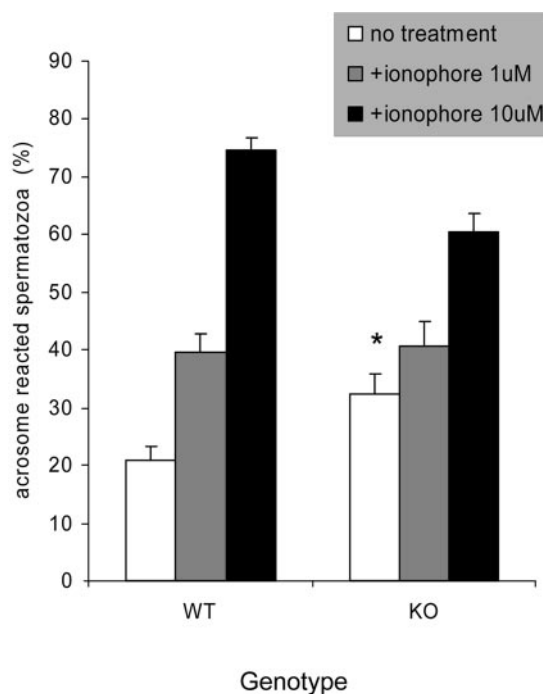 no treatment
+ionophore 1uM
+ionophore 10uM
90
80
70
60
50
40
30
20
10
0
acrosome reacted spermatozoa (%)
*
WT
KO
Genotype